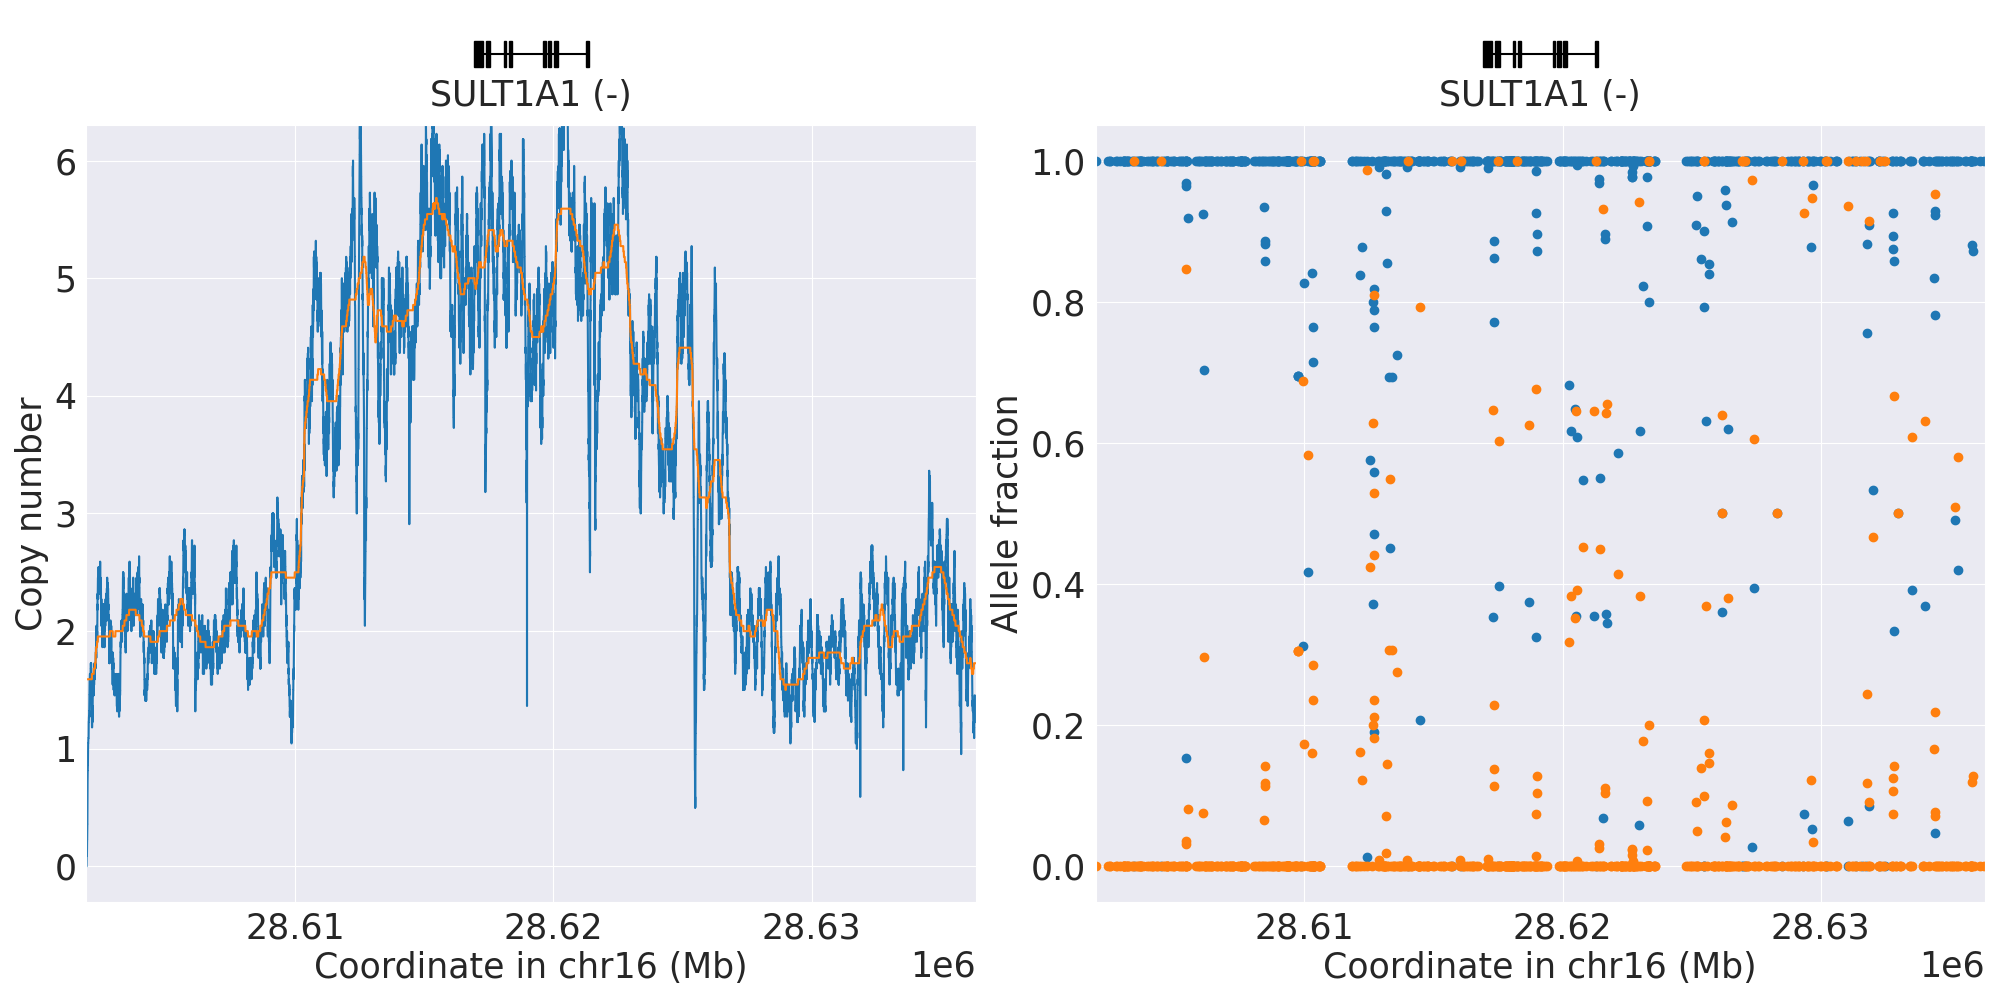 SULT1A1 (-)
Copy number
6
5
4
3
2
1
0
28.61
28.62
28.63
Coordinate in chr16 (Mb)
1e6
SULT1A1 (-)
Allele fraction
1.0
0.8
0.6
0.4
0.2
0.0
28.61
28.62
28.63
Coordinate in chr16 (Mb)
1e6